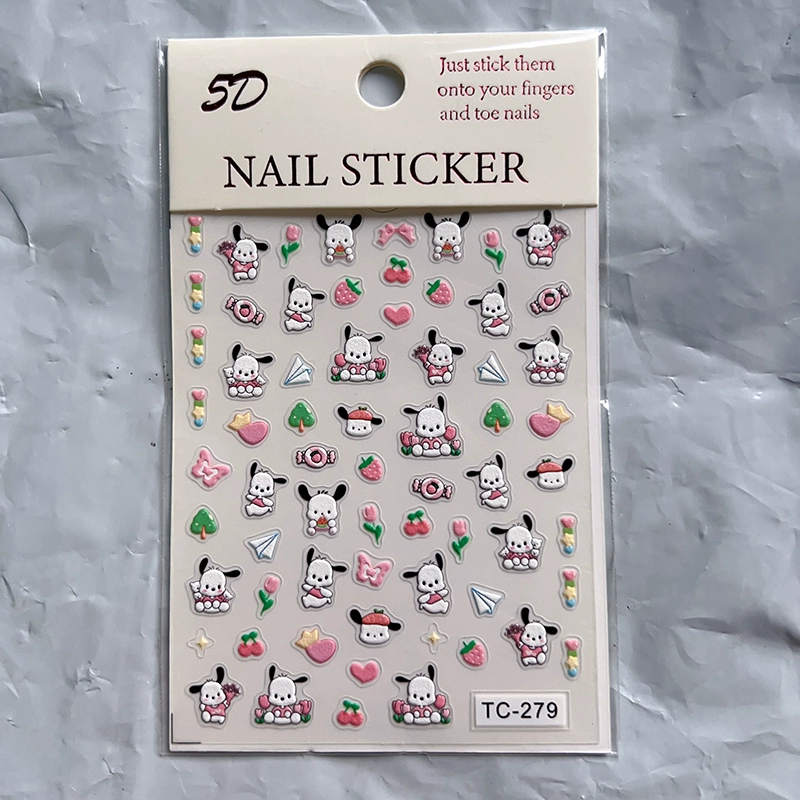 5D
Just stick them
onto your fingers
and toe nails
NAIL STICKER
TC-279